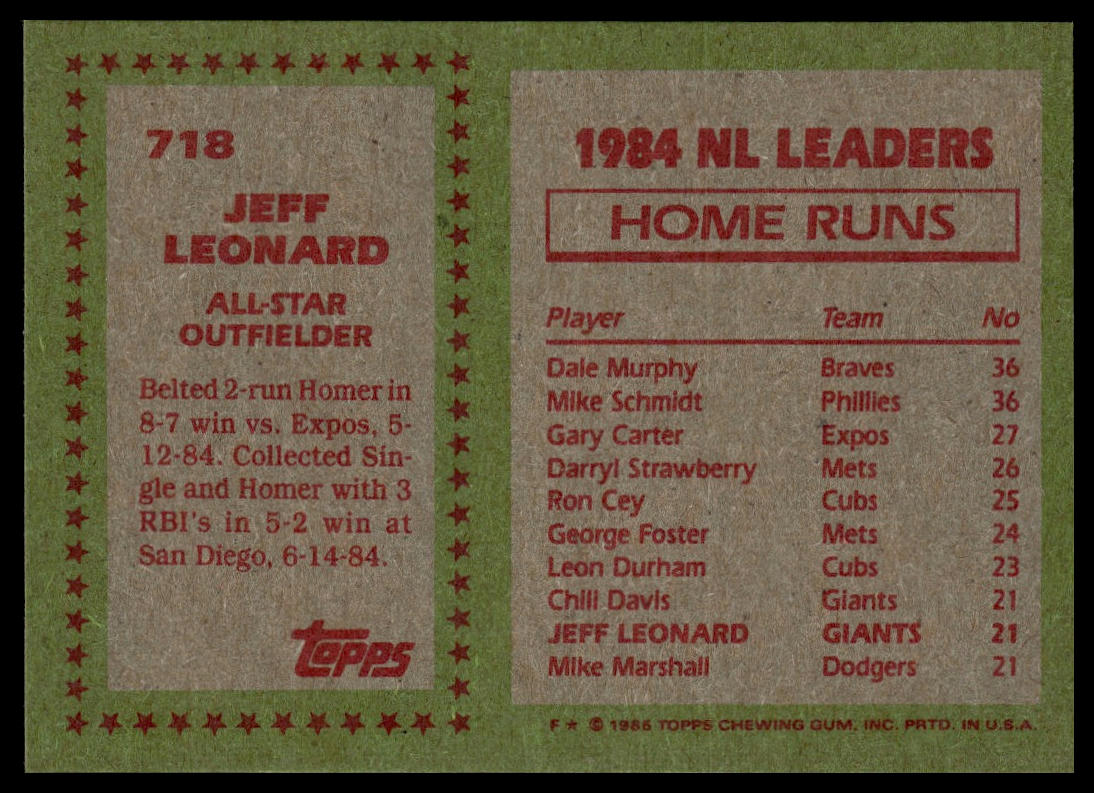 718
JEFF
LEONARD
ALL-STAR
OUTFIELDER
Belted 2-run Homer in
8-7 win vs. Expos, 5-
12-84. Collected Sin-
gle and Homer with 3
RBI's in 5-2 win at
San Diego, 6-14-84.
Topps
1984 NL LEADERS
HOME RUNS
Player Team No
Dale Murphy Braves 36
Mike Schmidt Phillies 36
Gary Carter Expos 27
Darryl Strawberry Mets 26
Ron Cey Cubs 25
George Foster Mets 24
Leon Durham Cubs 23
Chili Davis Giants 21
JEFF LEONARD GIANTS 21
Mike Marshall Dodgers 21
F ★ © 1985 TOPPS CHEWING GUM, INC. PRTD. IN U.S.A.